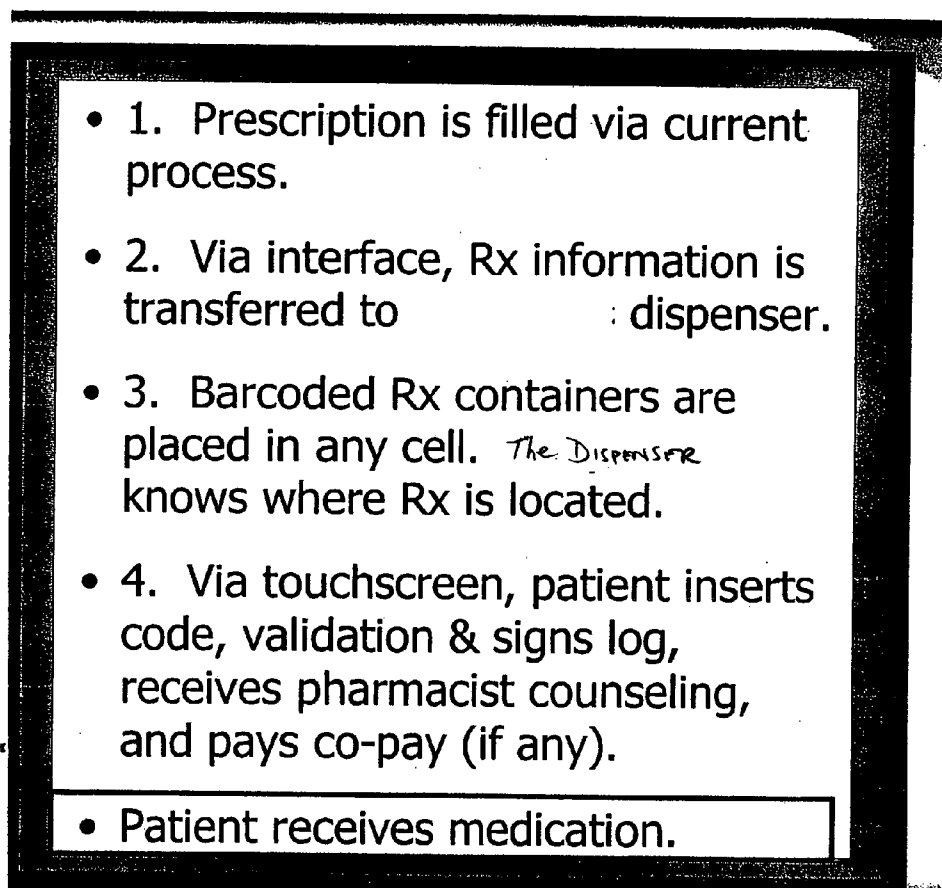 • 1. Prescription is filled via current
process.
• 2. Via interface, Rx information is
transferred to : dispenser.
• 3. Barcoded Rx containers are
placed in any cell. The Dispenser
knows where Rx is located.
• 4. Via touchscreen, patient inserts
code, validation & signs log,
receives pharmacist counseling,
and pays co-pay (if any).
• Patient receives medication.